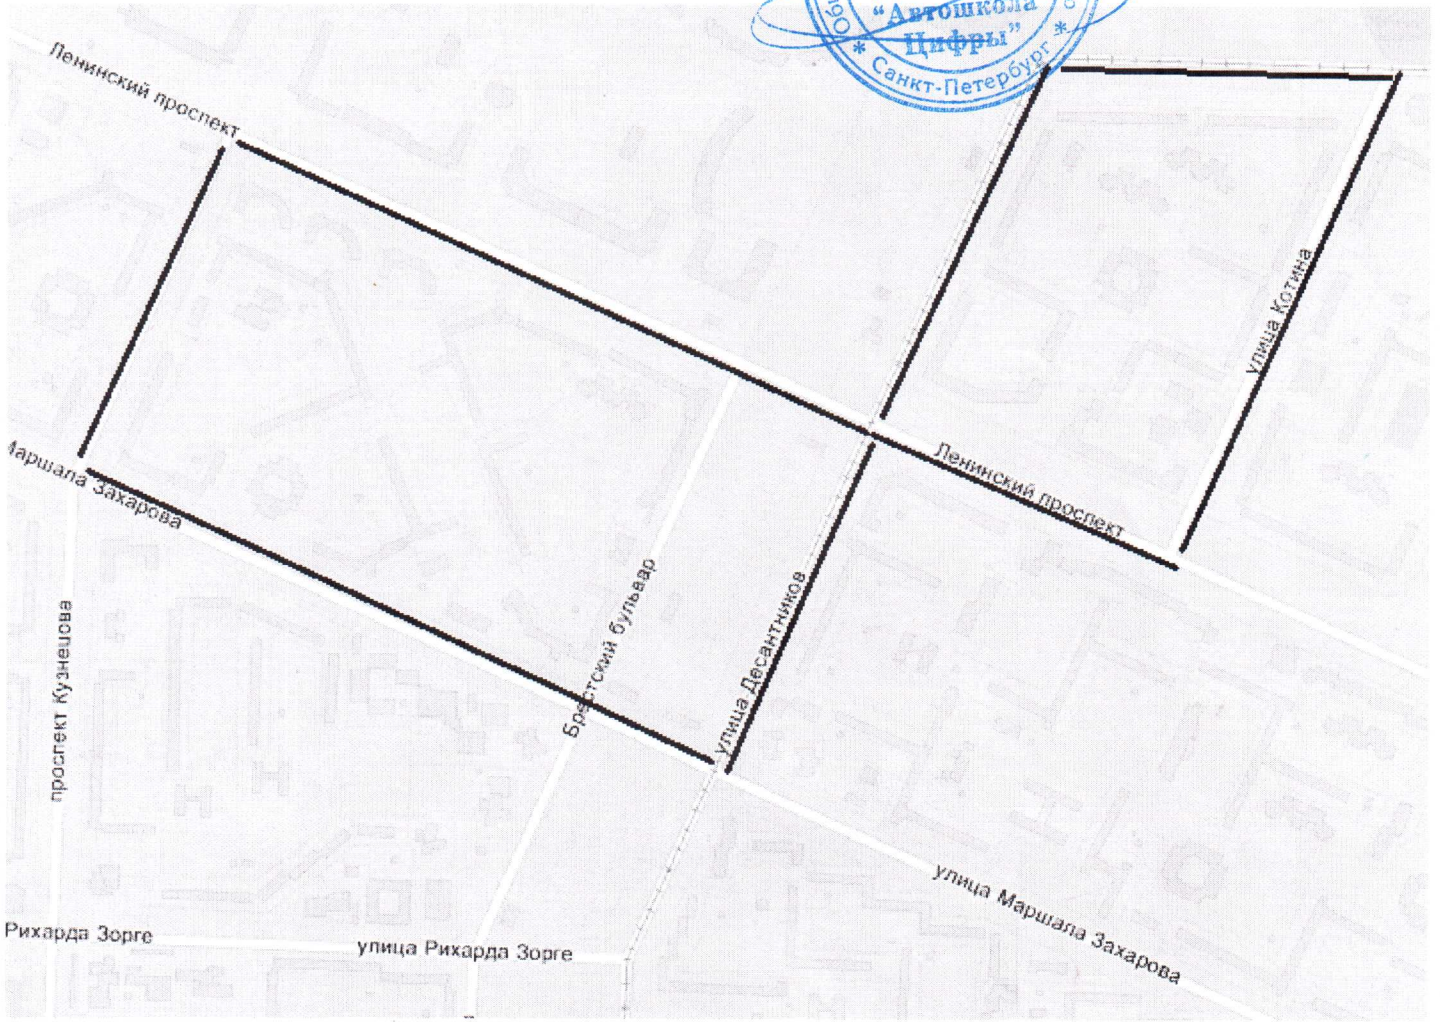 “Автошкола
Цифры”
* Санкт-Петербург *
Ленинский проспект
улица Котина
Ленинский проспект
Маршала Захарова
Брестский бульвар
улица Десантников
проспект Кузнецова
улица Маршала Захарова
Рихарда Зорге
улица Рихарда Зорге